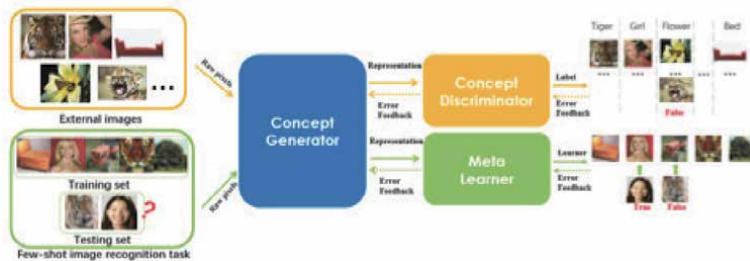 External images
...
Training set
?
Testing set
Few-shot image recognition task
Raw pixels
Raw pixels
Concept
Generator
Representation
Error
Feedback
Representation
Error
Feedback
Concept
Discriminator
Meta
Learner
Label
Error
Feedback
Learner
Error
Feedback
Tiger Girl Flower Bed
... ... ... ... ...
False
True False